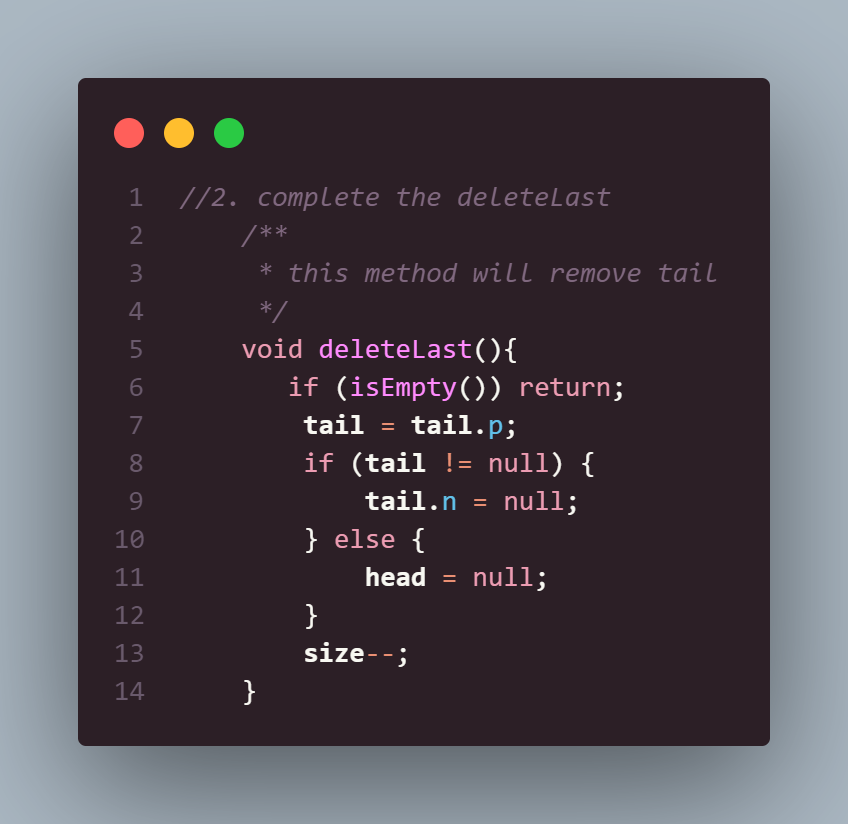 1 //2. complete the deleteLast
2     /**
3      * this method will remove tail
4      */
5     void deleteLast(){
6        if (isEmpty()) return;
7         tail = tail.p;
8         if (tail != null) {
9             tail.n = null;
10         } else {
11             head = null;
12         }
13         size--;
14     }